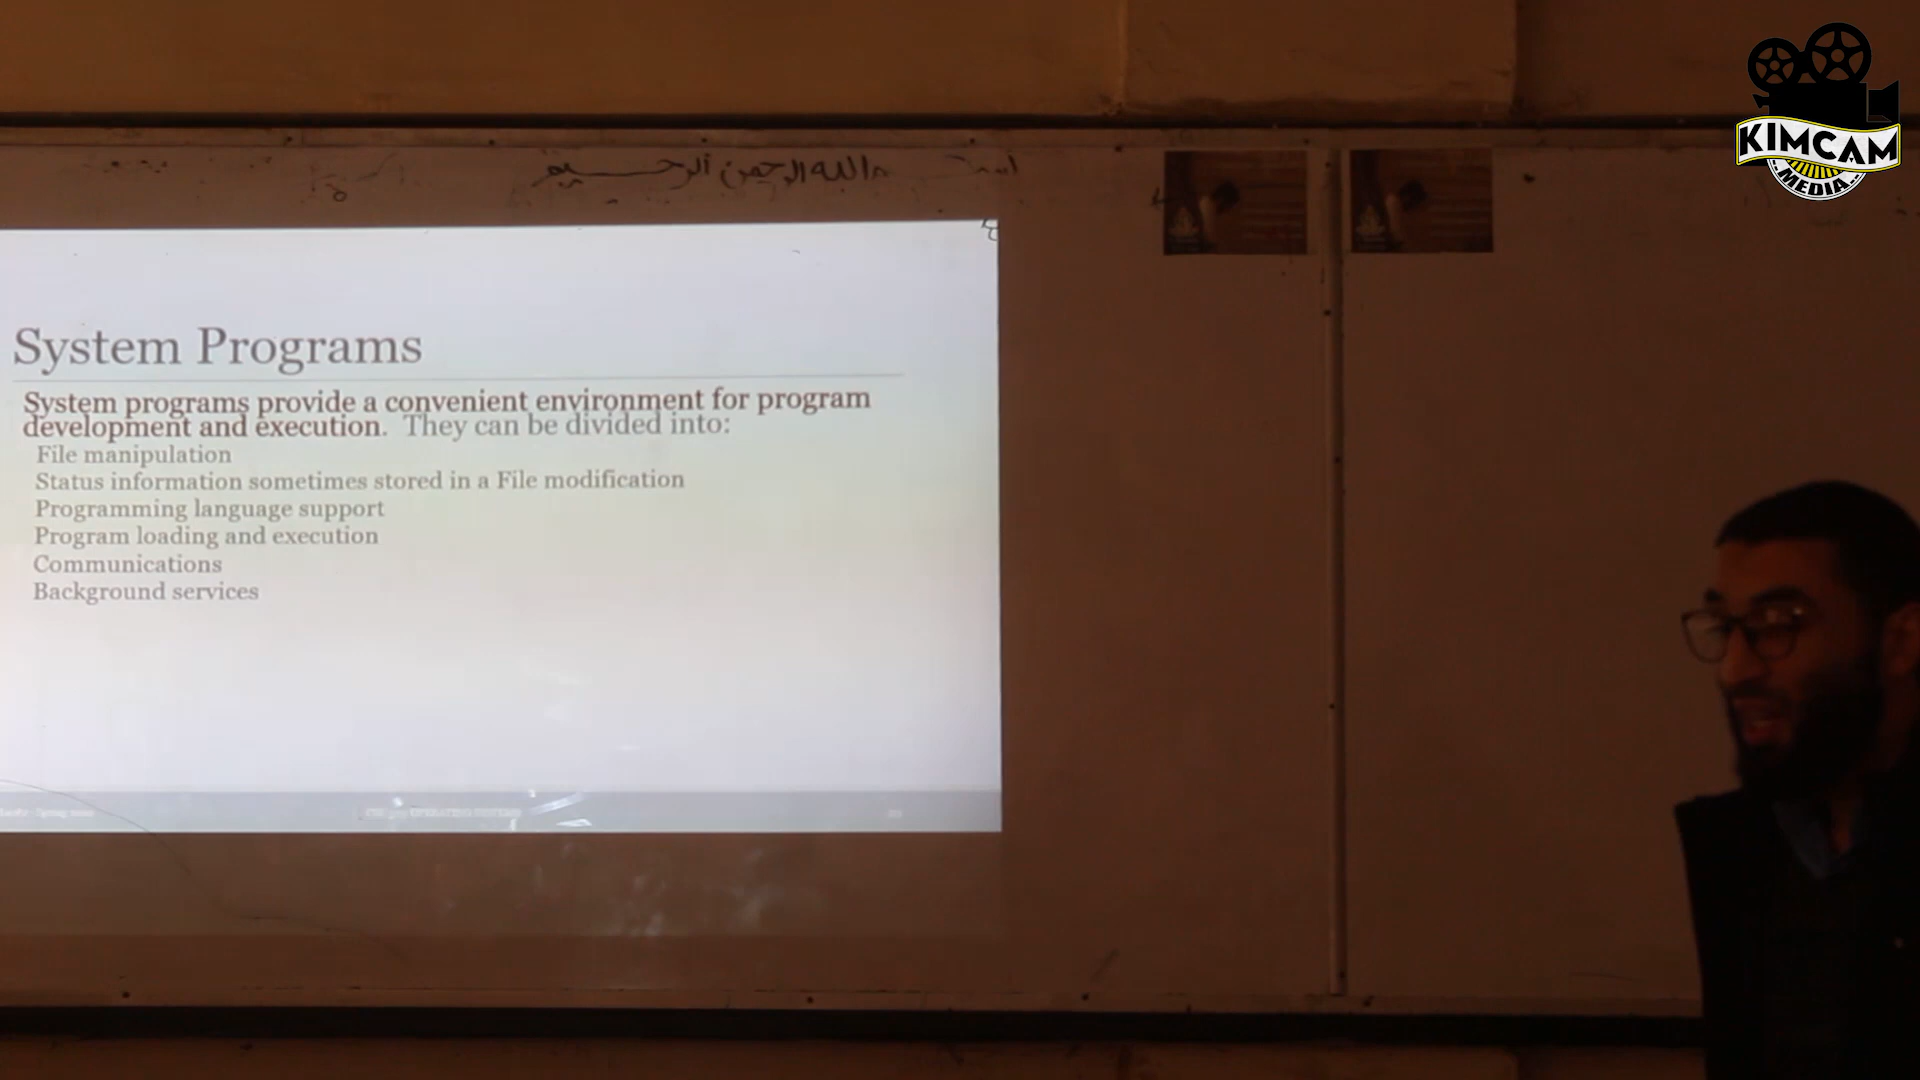 KIMCAM
MEDIA
الله الرحمن الرحيم
System Programs
System programs provide a convenient environment for program
development and execution. They can be divided into:
File manipulation
Status information sometimes stored in a File modification
Programming language support
Program loading and execution
Communications
Background services
OPERATING SYSTEMS